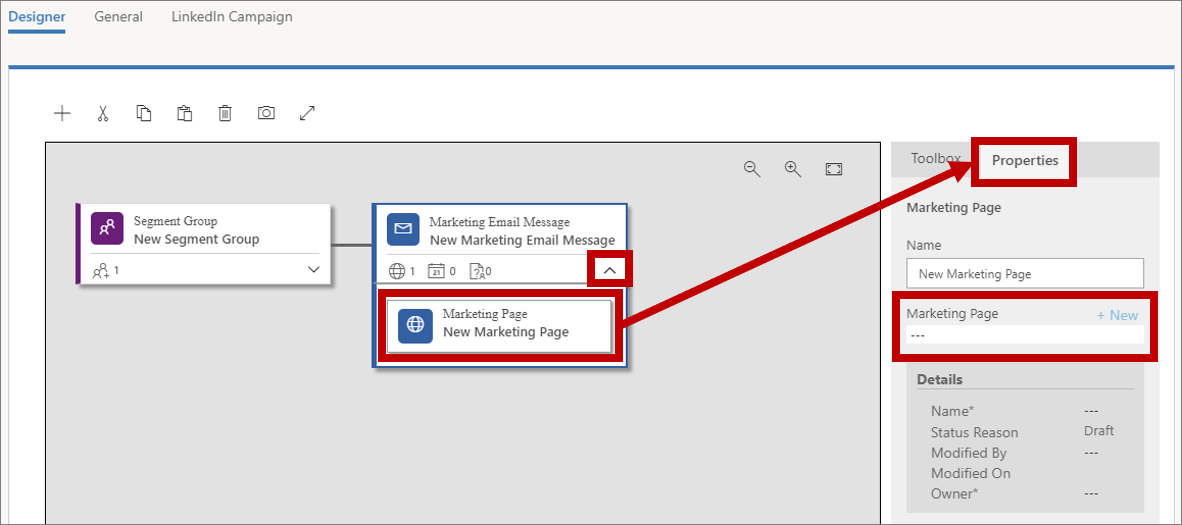 Designer General LinkedIn Campaign
Toolbox Properties
Segment Group
New Segment Group
1
Marketing Email Message
New Marketing Email Message
1 21 0 ?A 0
Marketing Page
New Marketing Page
Marketing Page
Name
New Marketing Page
Marketing Page + New
---
Details
Name* ---
Status Reason Draft
Modified By ---
Modified On
Owner* ---